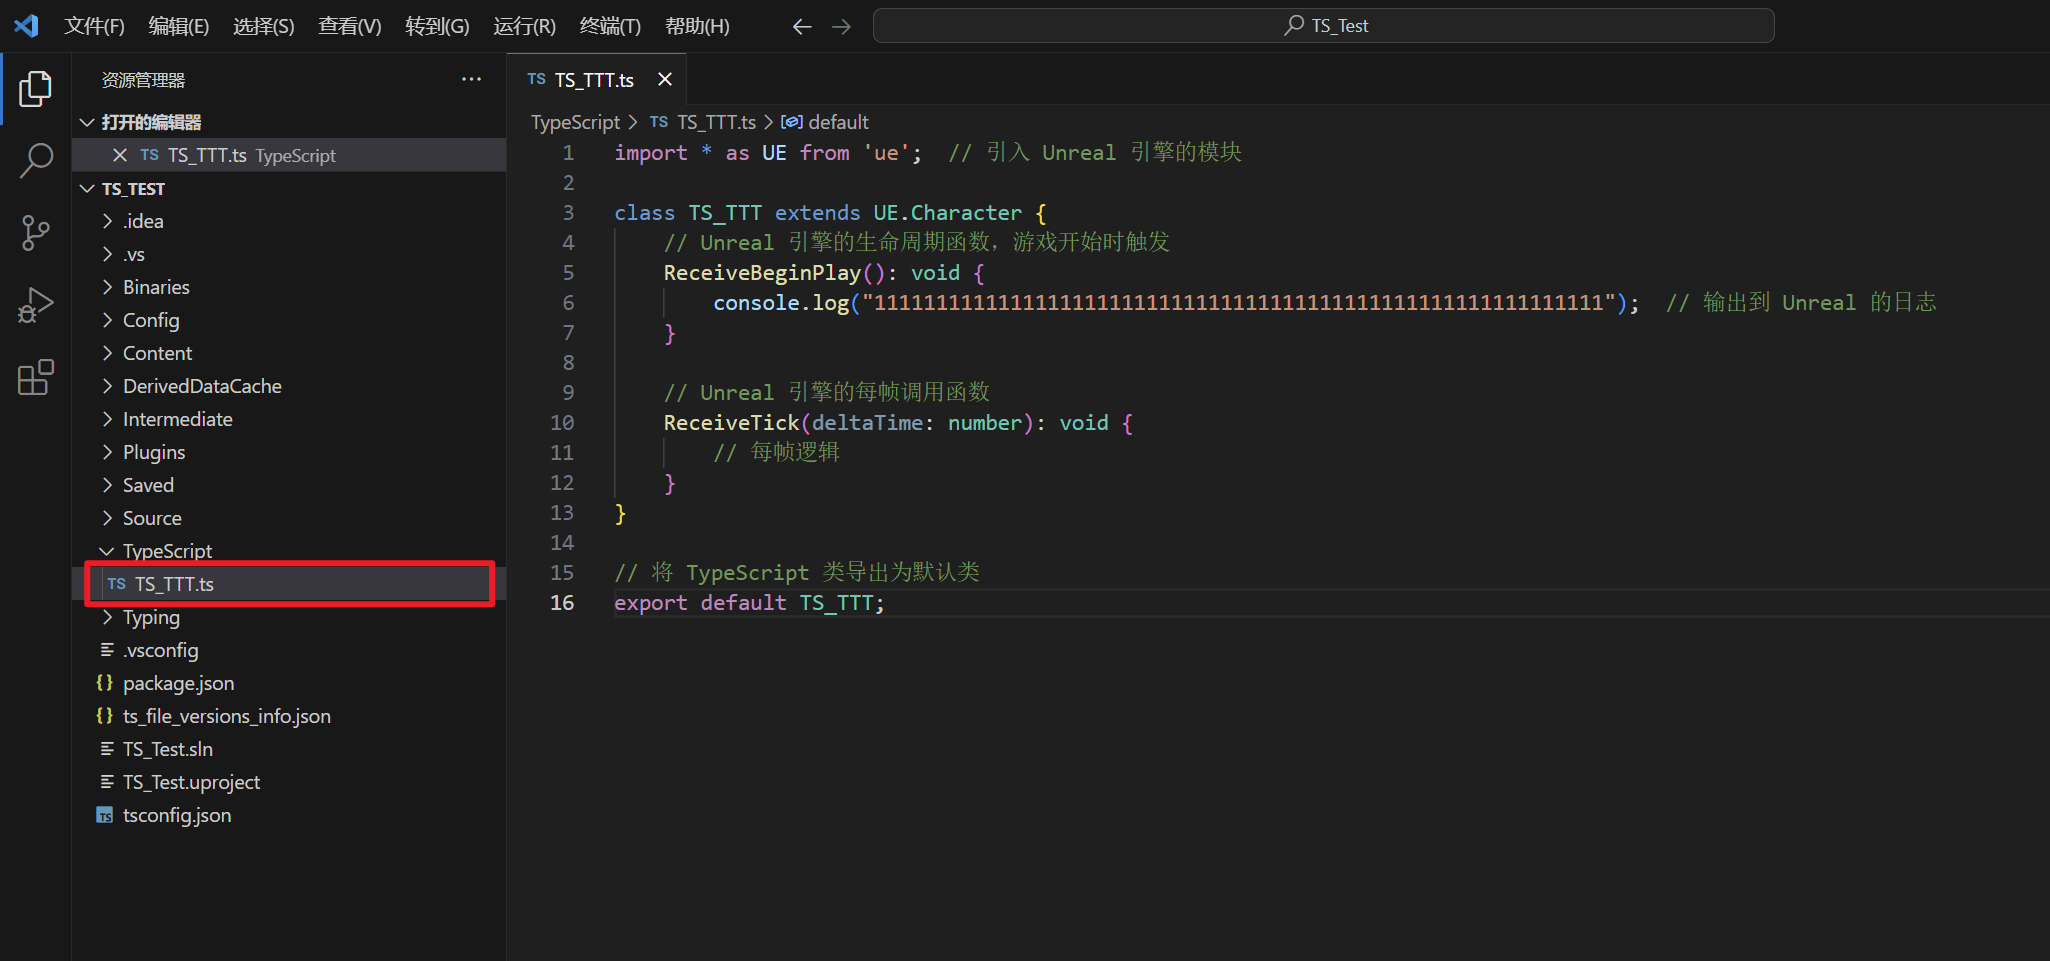 文件(F) 编辑(E) 选择(S) 查看(V) 转到(G) 运行(R) 终端(T) 帮助(H)
TS_Test
资源管理器
打开的编辑器
TS TS_TTT.ts TypeScript
TS_TEST
.idea
.vs
Binaries
Config
Content
DerivedDataCache
Intermediate
Plugins
Saved
Source
TypeScript
TS TS_TTT.ts
Typing
.vsconfig
{} package.json
{} ts_file_versions_info.json
TS_Test.sln
TS_Test.uproject
TS tsconfig.json
TS TS_TTT.ts
TypeScript > TS TS_TTT.ts > default
1 import * as UE from 'ue';  // 引入 Unreal 引擎的模块
2
3 class TS_TTT extends UE.Character {
4     // Unreal 引擎的生命周期函数，游戏开始时触发
5     ReceiveBeginPlay(): void {
6         console.log("11111111111111111111111111111111111111111111111111111111111");  // 输出到 Unreal 的日志
7     }
8
9     // Unreal 引擎的每帧调用函数
10     ReceiveTick(deltaTime: number): void {
11         // 每帧逻辑
12     }
13 }
14
15 // 将 TypeScript 类导出为默认类
16 export default TS_TTT;